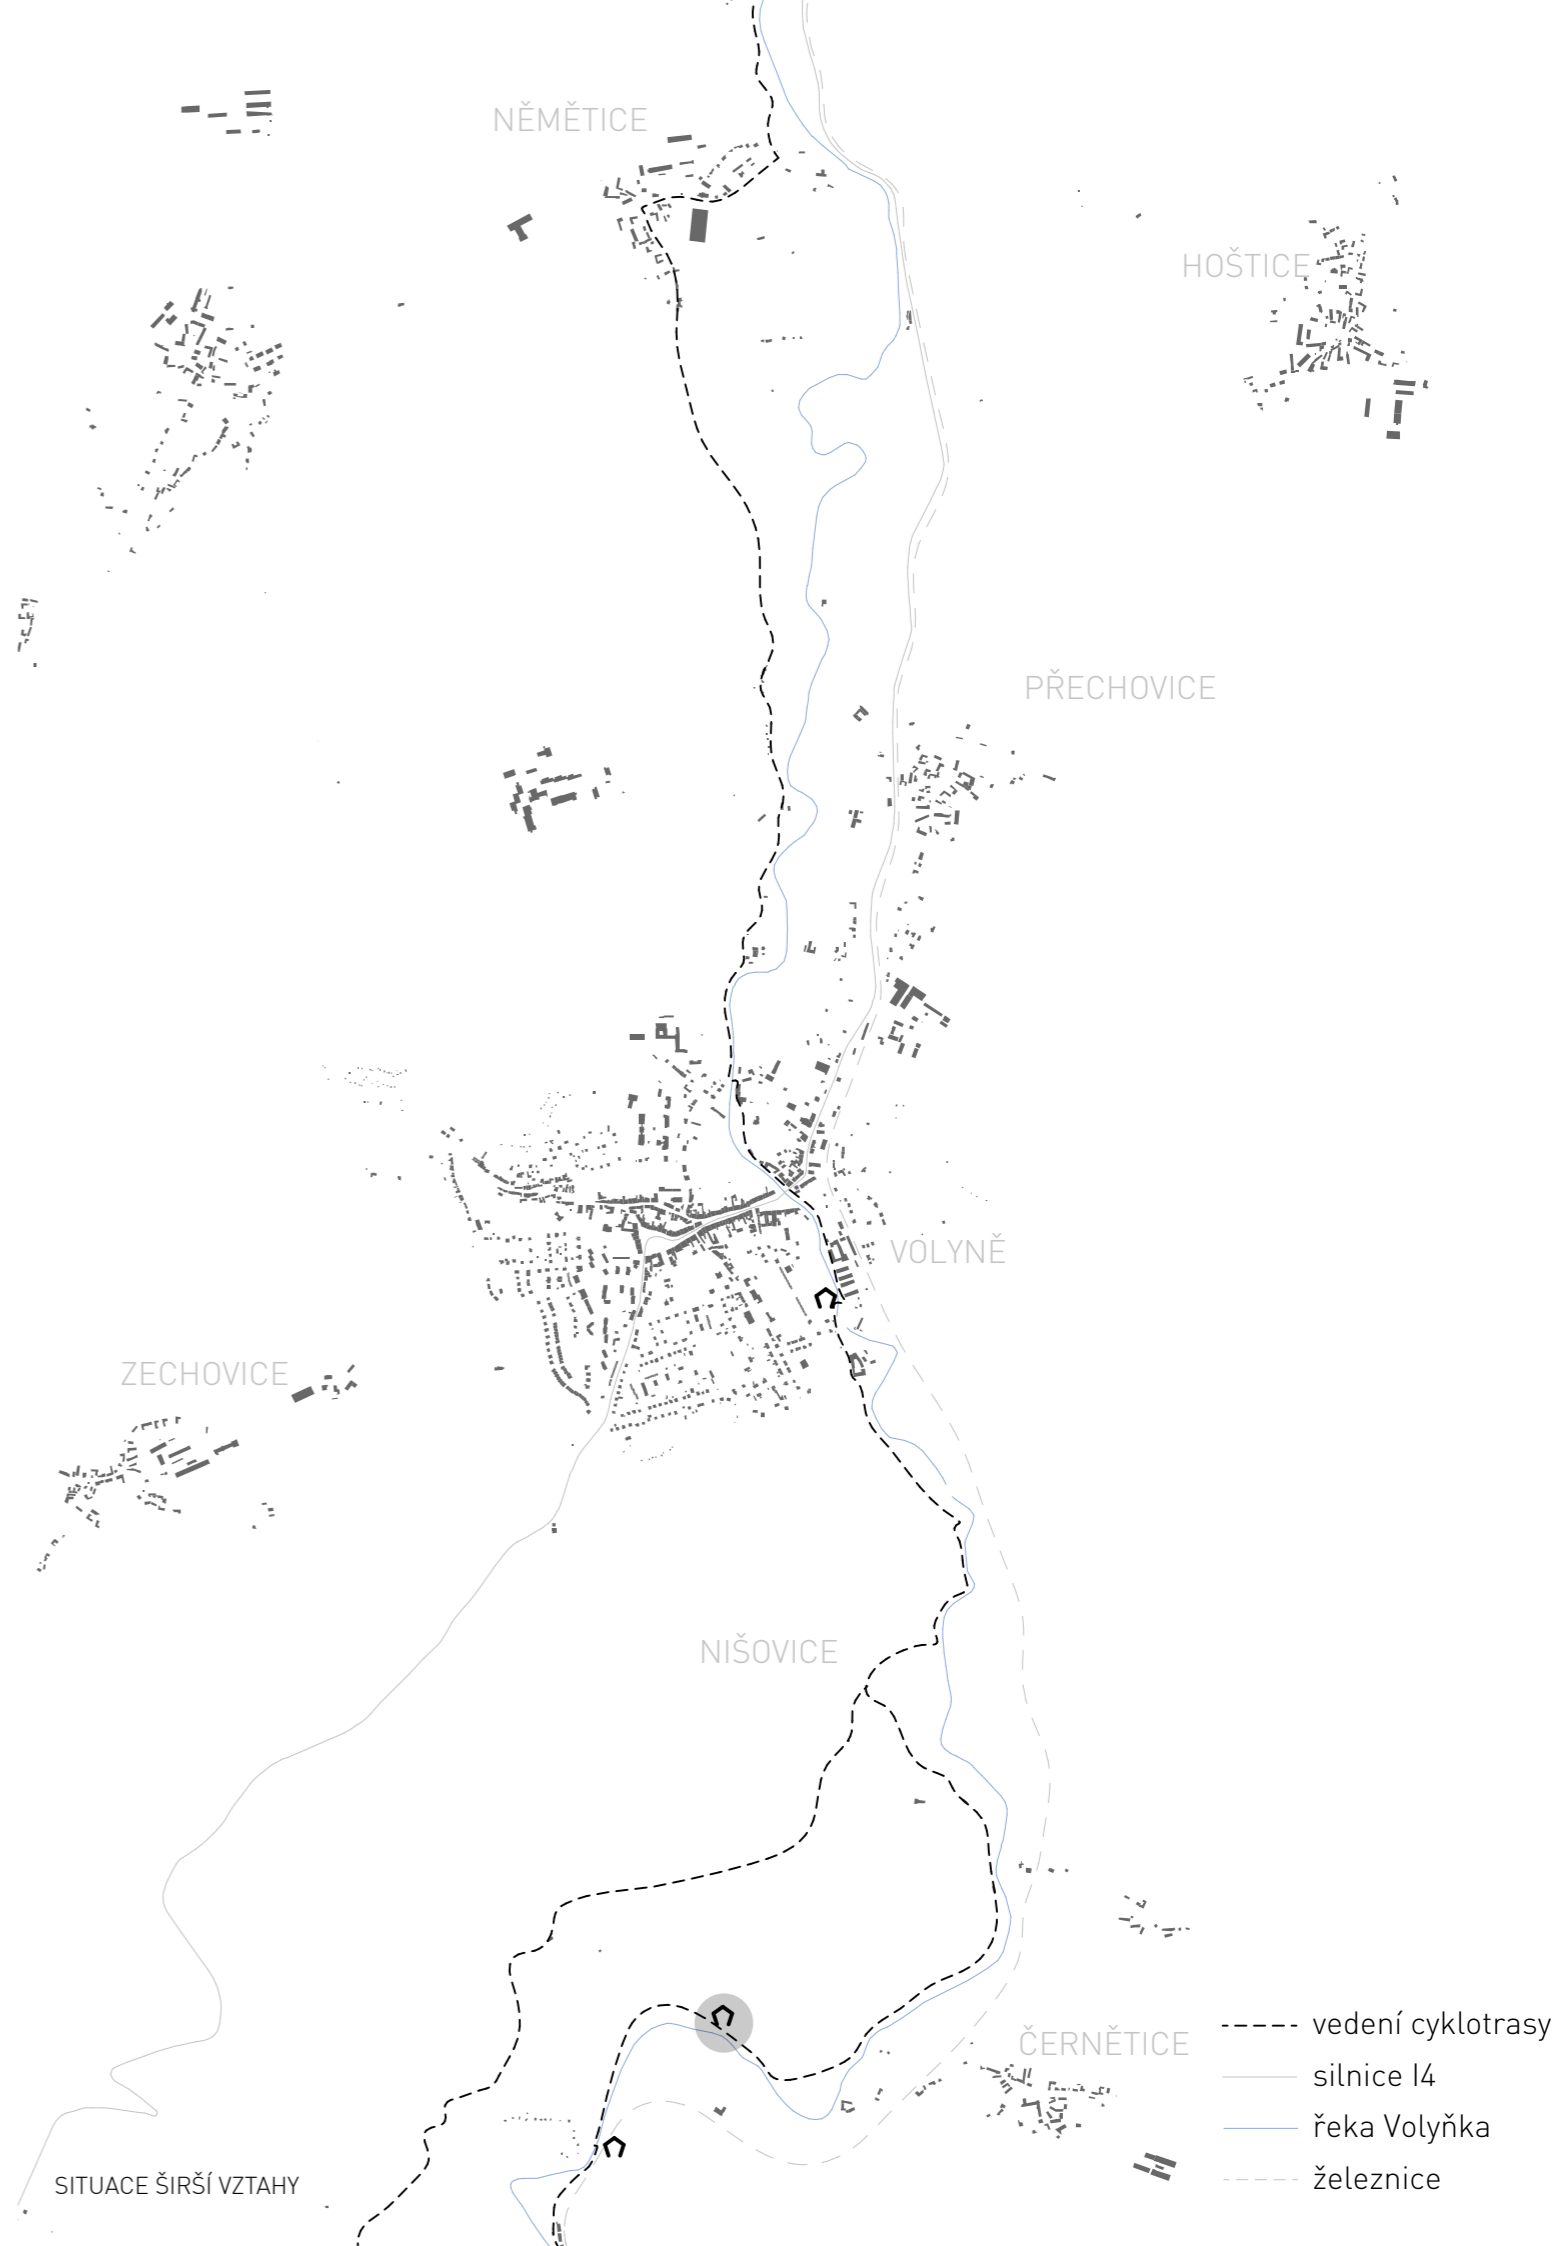 NĚMĚTICE
HOŠTICE
PŘECHOVICE
VOLYNĚ
ZECHOVICE
NIŠOVICE
ČERNĚTICE
vedení cyklotrasy
silnice I4
řeka Volyňka
železnice
SITUACE ŠIRŠÍ VZTAHY